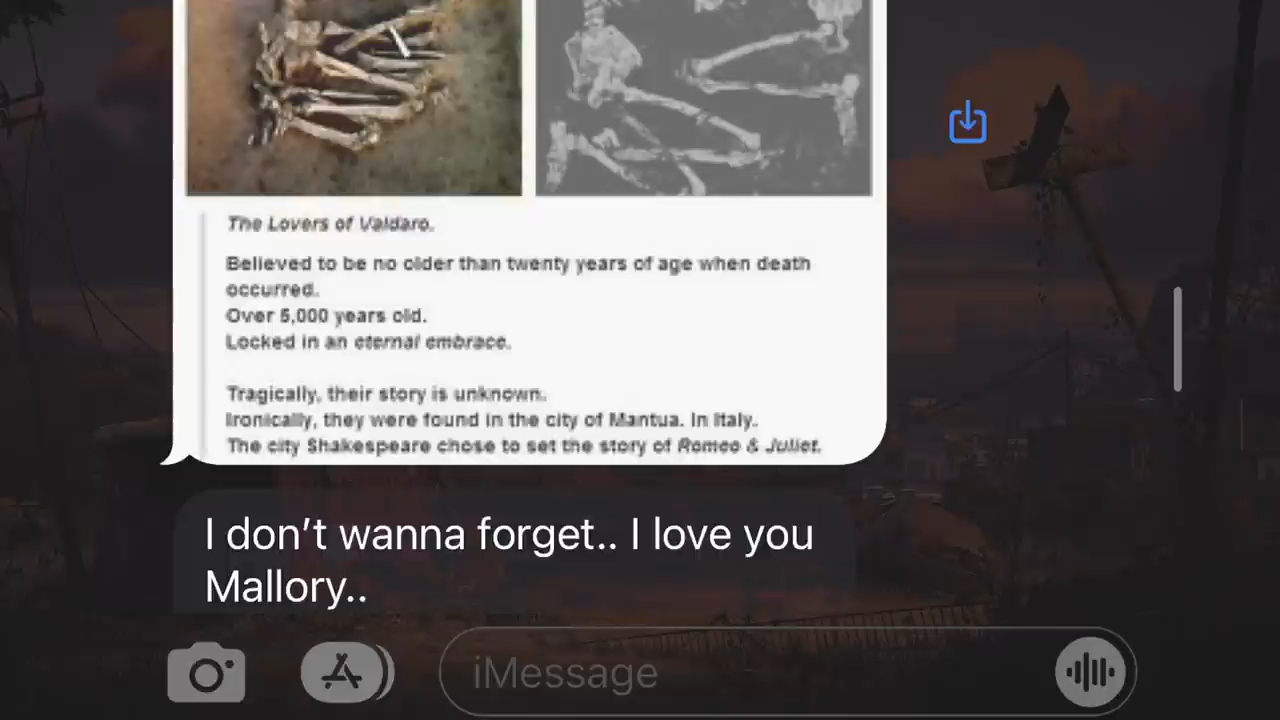 The Lovers of Valdaro.
Believed to be no older than twenty years of age when death
occurred.
Over 5,000 years old.
Locked in an eternal embrace.
Tragically, their story is unknown.
Ironically, they were found in the city of Mantua. In Italy.
The city Shakespeare chose to set the story of Romeo & Juliet.
I don’t wanna forget.. I love you
Mallory..
iMessage